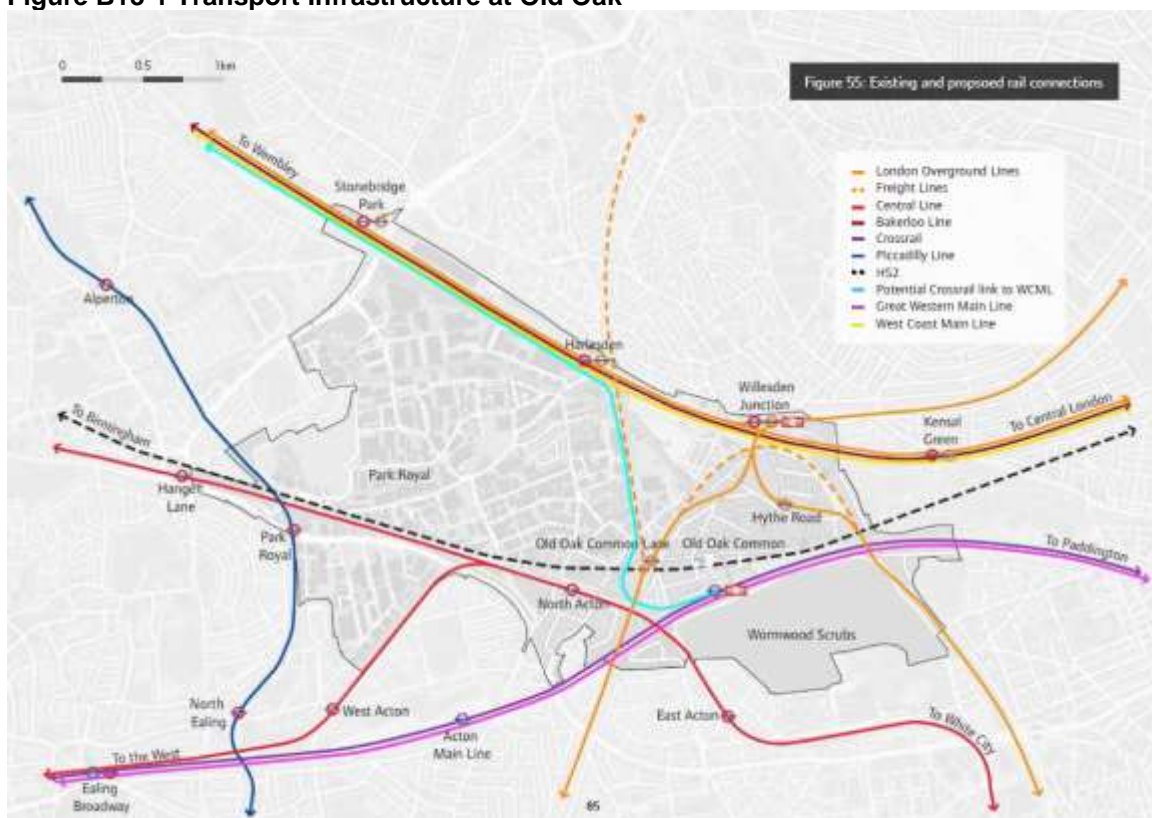 Figure B10-1 Transport Infrastructure at Old Oak
0 0.5 1km
Figure 55: Existing and propsoed rail connections
To Wembley
Stonebridge
Park
London Overground Lines
Freight Lines
Central Line
Bakerloo Line
Crossrail
Piccadilly Line
HS2
Potential Crossrail link to WCML
Great Western Main Line
West Coast Main Line
Alperton
Harlesden
Willesden
Junction
Kensal
Green
To Central London
To Birmingham
Hanger
Lane
Park Royal
Park
Royal
Hythe Road
Old Oak Common Lane
Old Oak Common
To Paddington
North Acton
Wormwood Scrubs
North
Ealing
West Acton
Acton
Main Line
East Acton
To White City
To the West
Ealing
Broadway
85